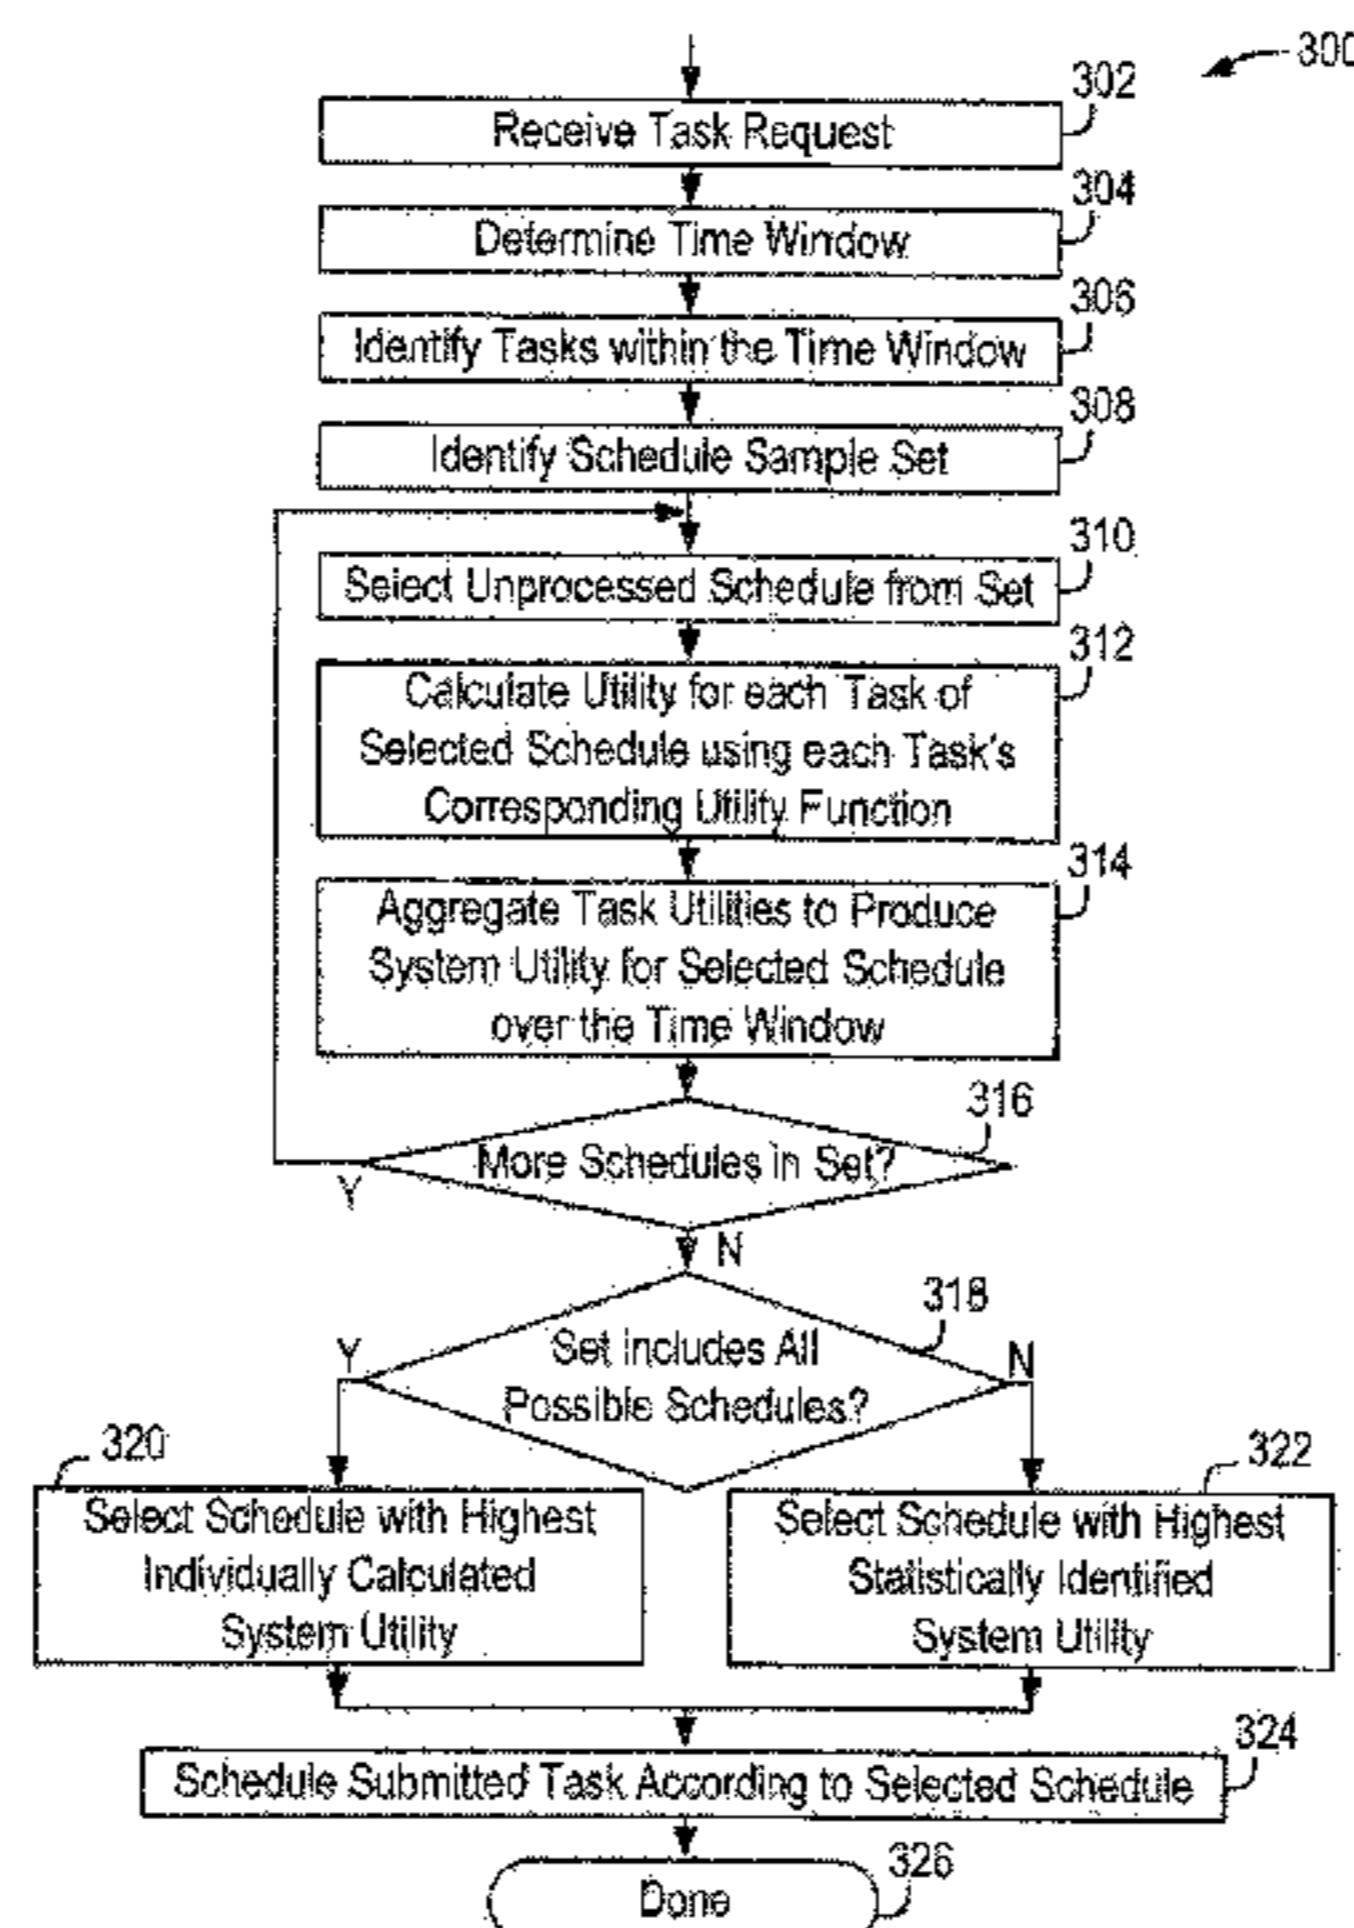 300
302
Receive Task Request
304
Determine Time Window
306
Identify Tasks within the Time Window
308
Identify Schedule Sample Set
310
Select Unprocessed Schedule from Set
312
Calculate Utility for each Task of
Selected Schedule using each Task's
Corresponding Utility Function
314
Aggregate Task Utilities to Produce
System Utility for Selected Schedule
over the Time Window
316
More Schedules in Set?
Y
N
318
Set includes All
Possible Schedules?
Y
N
320
Select Schedule with Highest
Individually Calculated
System Utility
322
Select Schedule with Highest
Statistically Identified
System Utility
324
Schedule Submitted Task According to Selected Schedule
326
Done